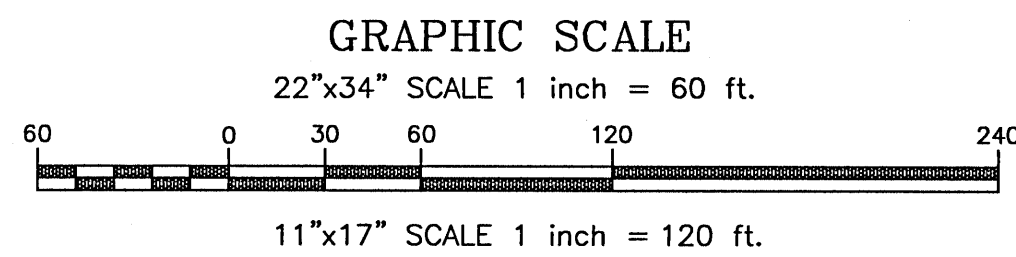 GRAPHIC SCALE
22"x34" SCALE 1 inch = 60 ft.
60 0 30 60 120 240
11"x17" SCALE 1 inch = 120 ft.